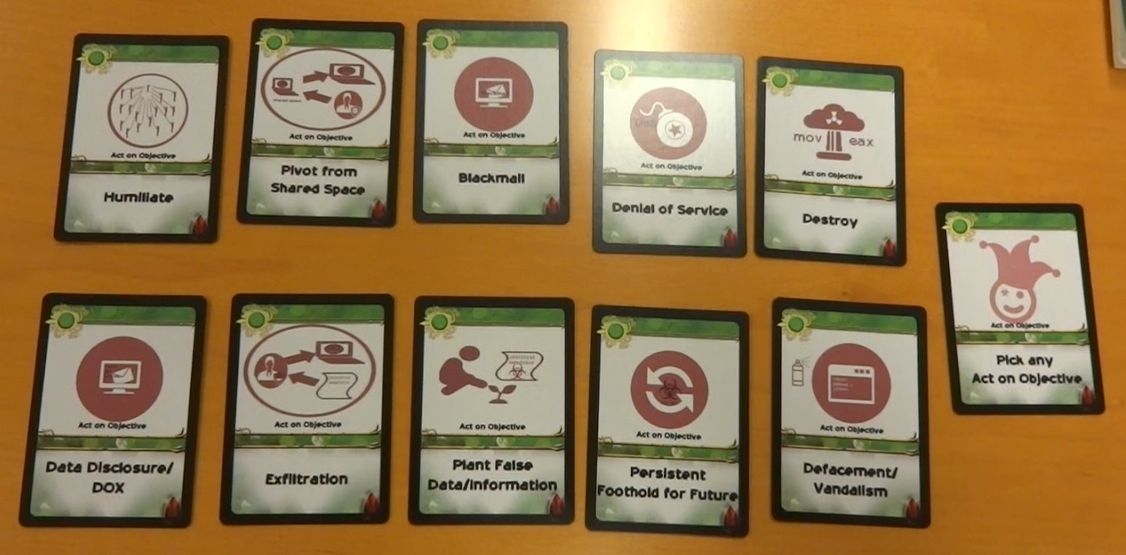 Act on Objective
Humiliate
shared space
Act on Objective
Pivot from
Shared Space
Act on Objective
Blackmail
Act on Objective
Denial of Service
mov eax
Act on Objective
Destroy
Act on Objective
Pick any
Act on Objective
Act on Objective
Data Disclosure/
DOX
Act on Objective
Exfiltration
Act on Objective
Plant False
Data/Information
Act on Objective
Persistent
Foothold for Future
Act on Objective
Defacement/
Vandalism